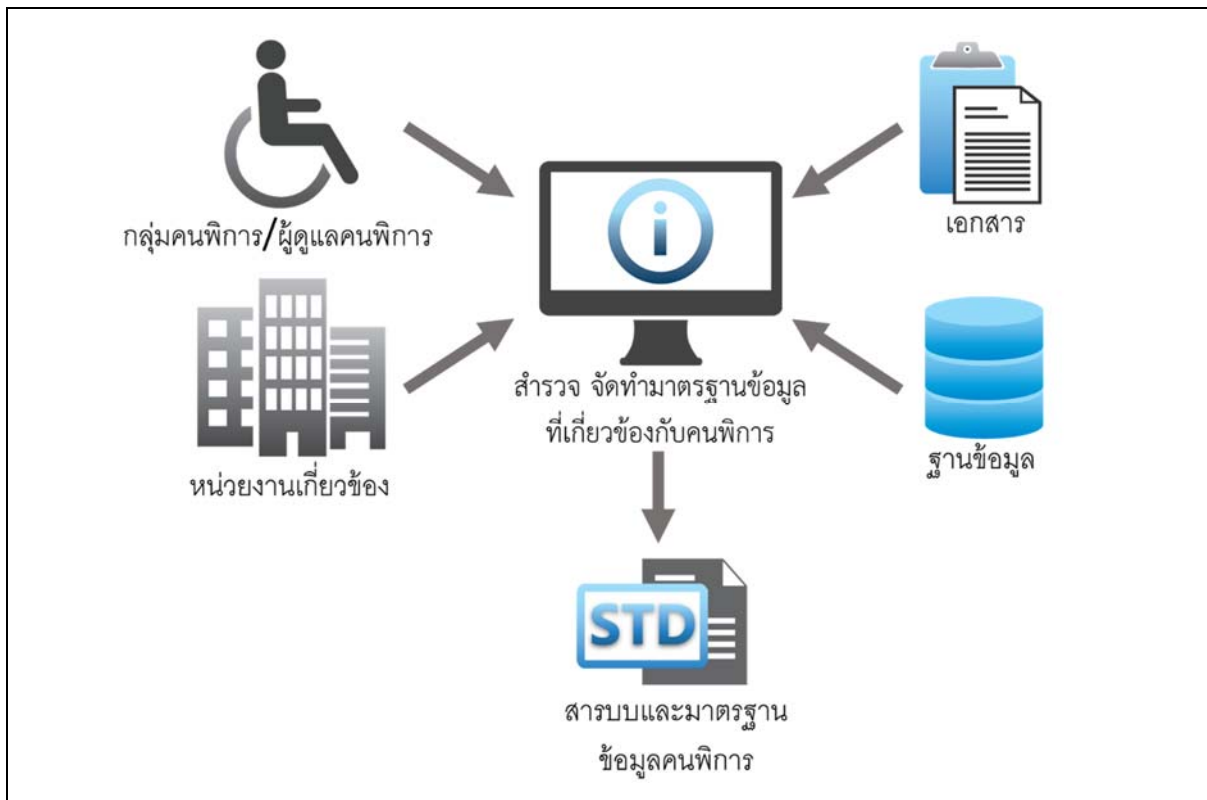 กลุ่มคนพิการ/ผู้ดูแลคนพิการ
เอกสาร
หน่วยงานเกี่ยวข้อง
i
สำรวจ จัดทำมาตรฐานข้อมูล
ที่เกี่ยวข้องกับคนพิการ
ฐานข้อมูล
STD
สารบบและมาตรฐาน
ข้อมูลคนพิการ